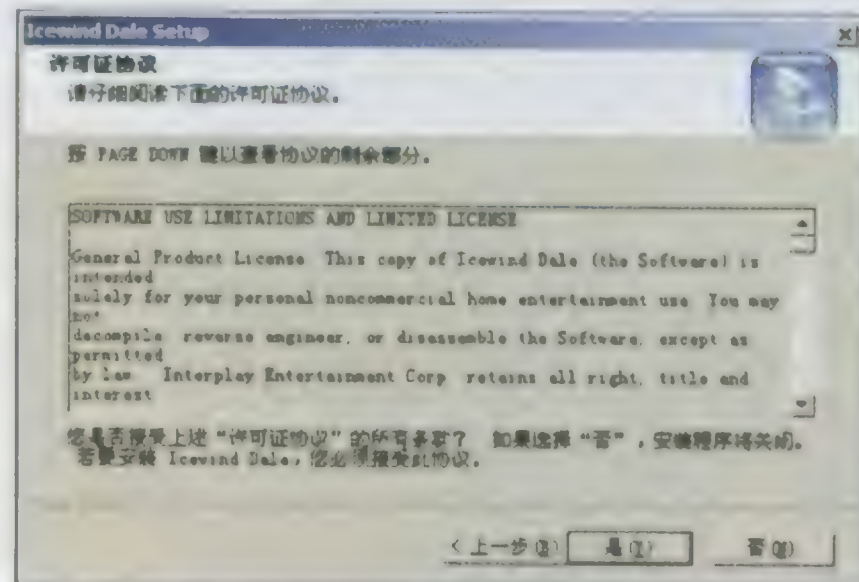 Icewind Dale Setup
许可证协议
请仔细阅读下面的许可证协议。
按 PAGE DOWN 键以查看协议的剩余部分。
SOFTWARE USE LIMITATIONS AND LIMITED LICENSE
General Product License This copy of Icewind Dale (the Software) is
intended
solely for your personal noncommercial home entertainment use You may
not
decompile reverse engineer, or disassemble the Software, except as
permitted
by law Interplay Entertainment Corp retains all right, title and
interest
您是否接受上述“许可证协议”的所有条款? 如果选择“否”,安装程序将关闭。
若要安装 Icewind Dale,您必须接受此协议。
< 上一步(B) 是(Y) 否(N)